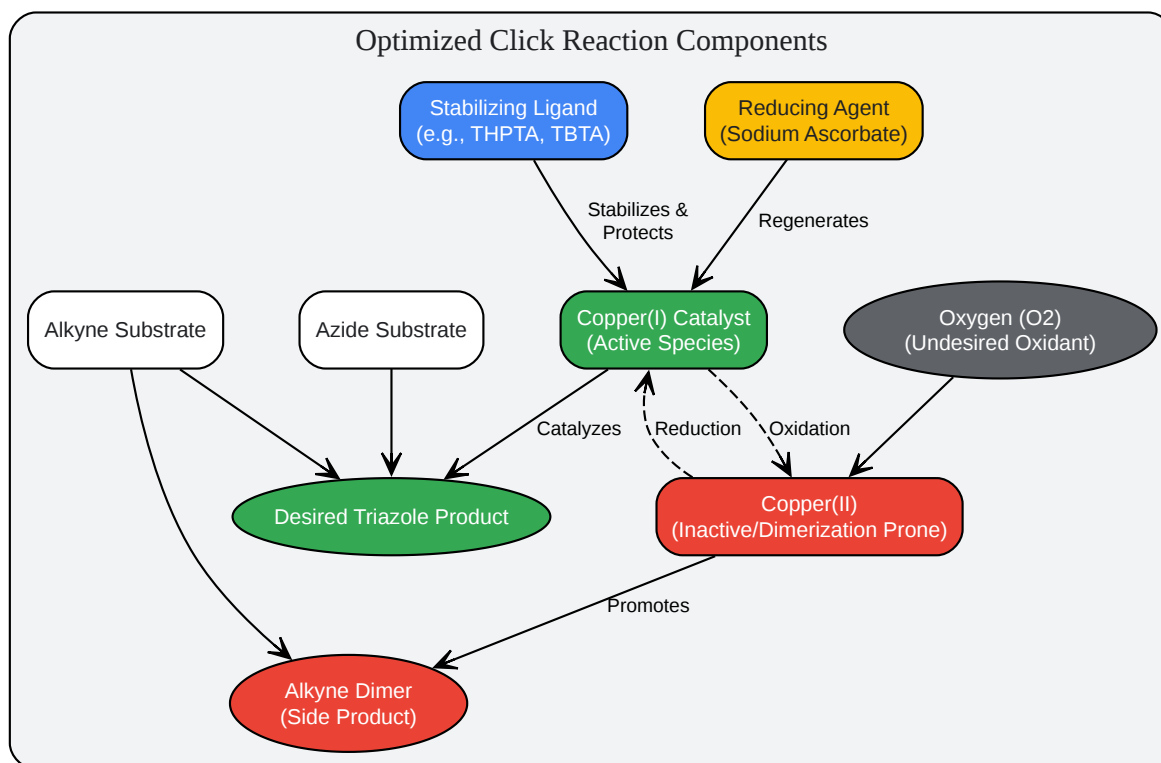 Optimized Click Reaction Components
Stabilizing Ligand
(e.g., THPTA, TBTA)
Reducing Agent
(Sodium Ascorbate)
Stabilizes &
Protects
Regenerates
Alkyne Substrate
Azide Substrate
Copper(I) Catalyst
(Active Species)
Oxygen (O2)
(Undesired Oxidant)
Catalyzes
Reduction
Oxidation
Desired Triazole Product
Copper(II)
(Inactive/Dimerization Prone)
Promotes
Alkyne Dimer
(Side Product)